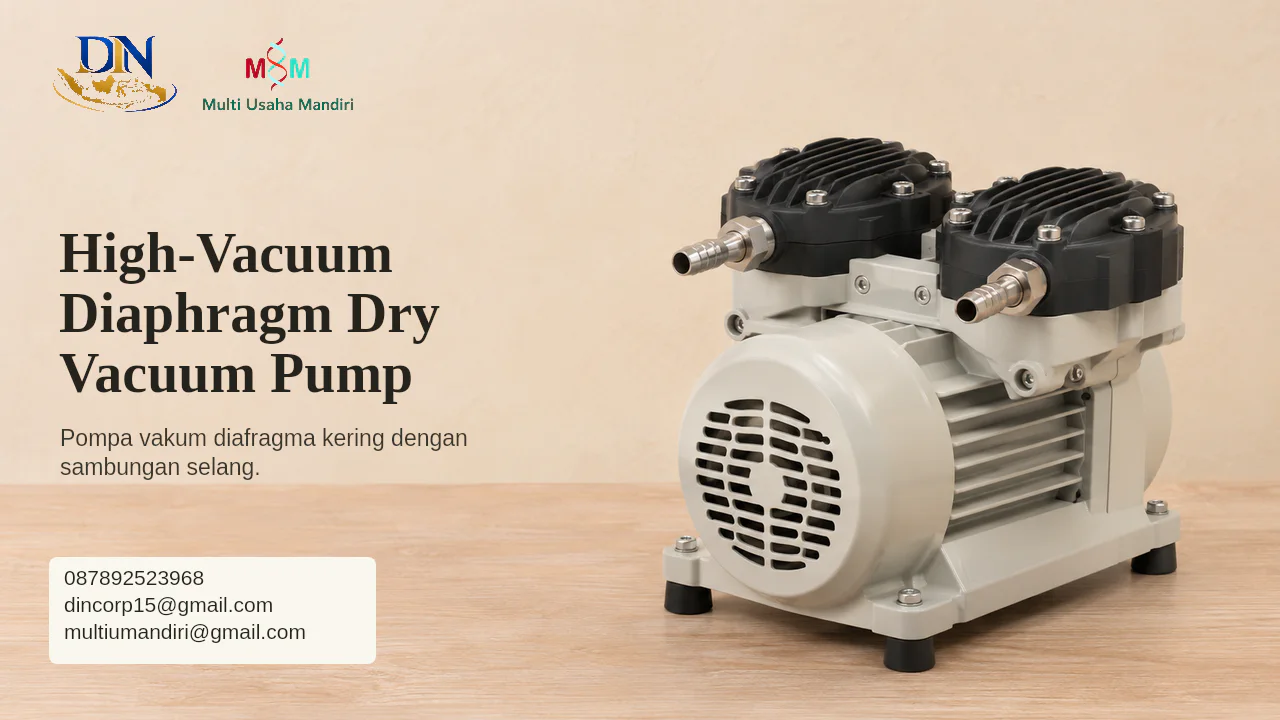 DN
MSM
Multi Usaha Mandiri
High-Vacuum
Diaphragm Dry
Vacuum Pump
Pompa vakum diafragma kering dengan
sambungan selang.
087892523968
dincorp15@gmail.com
multiumandiri@gmail.com